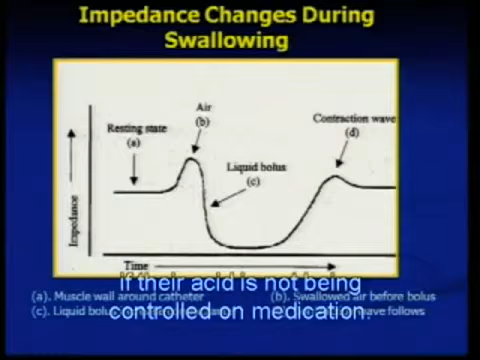 Impedance Changes During
Swallowing
Air
(b)
Resting state
(a)
Contraction wave
(d)
Liquid bolus
(c)
Impedance
Time
If their acid is not being
controlled on medication.
(a). Muscle wall around catheter
(b). Swallowed air before bolus
(c). Liquid bolus
wave follows